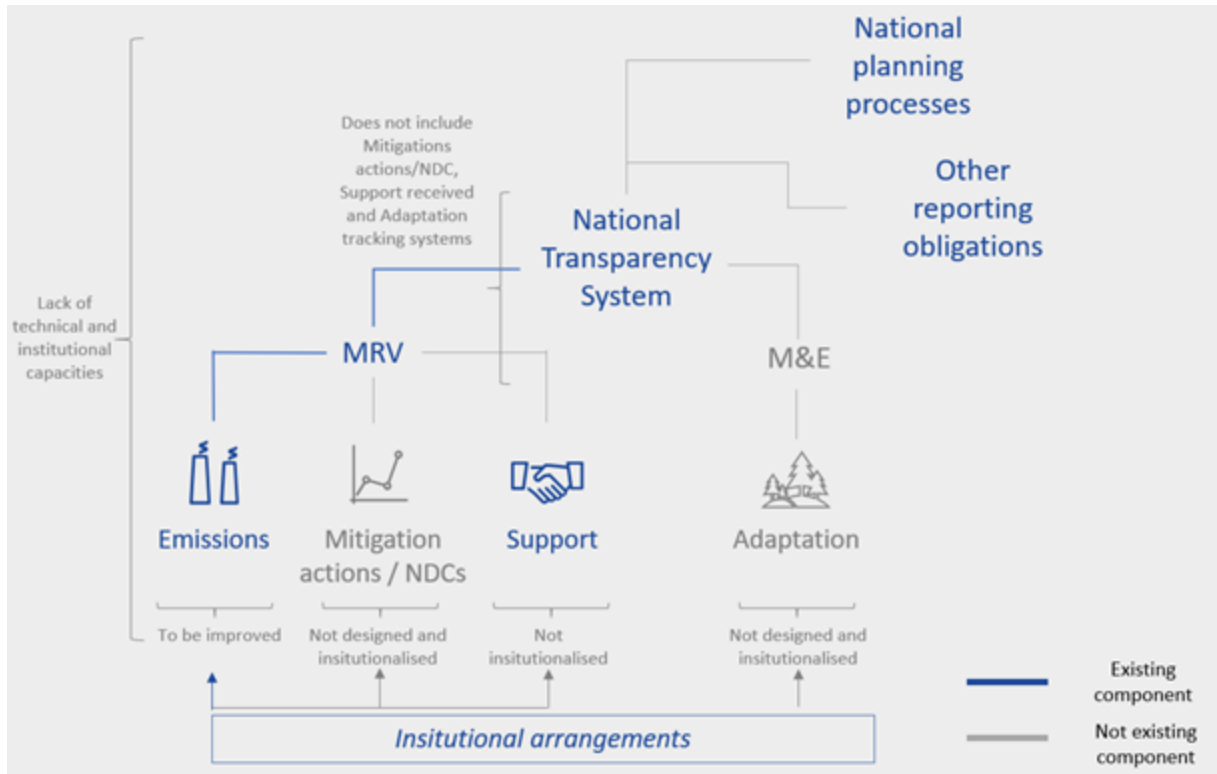 National
planning
processes
Does not include
Mitigations
actions/NDC,
Support received
and Adaptation
tracking systems
Other
reporting
obligations
National
Transparency
System
Lack of
technical and
institutional
capacities
MRV
M&E
Emissions
Mitigation
actions / NDCs
Support
Adaptation
To be improved
Not designed and
insitutionalised
Not
insitutionalised
Not designed and
insitutionalised
Existing
component
Insitutional arrangements
Not existing
component